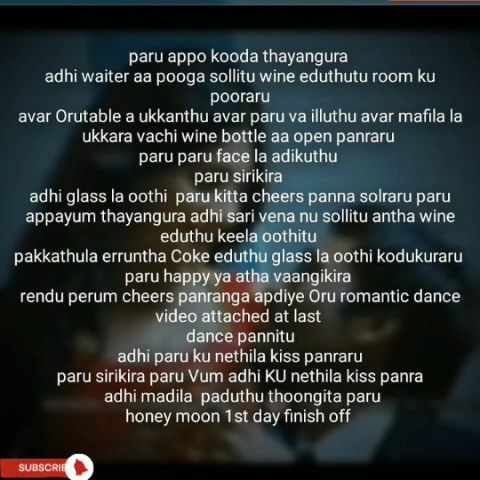 paru appo kooda thayangura
adhi waiter aa pooga sollitu wine eduthutu room ku
pooraru
avar Orutable a ukkanthu avar paru va illuthu avar mafila la
ukkara vachi wine bottle aa open panraru
paru paru face la adikuthu
paru sirikira
adhi glass la oothi  paru kitta cheers panna solraru paru
appayum thayangura adhi sari vena nu sollitu antha wine
eduthu keela oothitu
pakkathula erruntha Coke eduthu glass la oothi kodukuraru
paru happy ya atha vaangikira
rendu perum cheers panranga apdiye Oru romantic dance
video attached at last
dance pannitu
adhi paru ku nethila kiss panraru
paru sirikira paru Vum adhi KU nethila kiss panra
adhi madila  paduthu thoongita paru
honey moon 1st day finish off
SUBSCRIBE